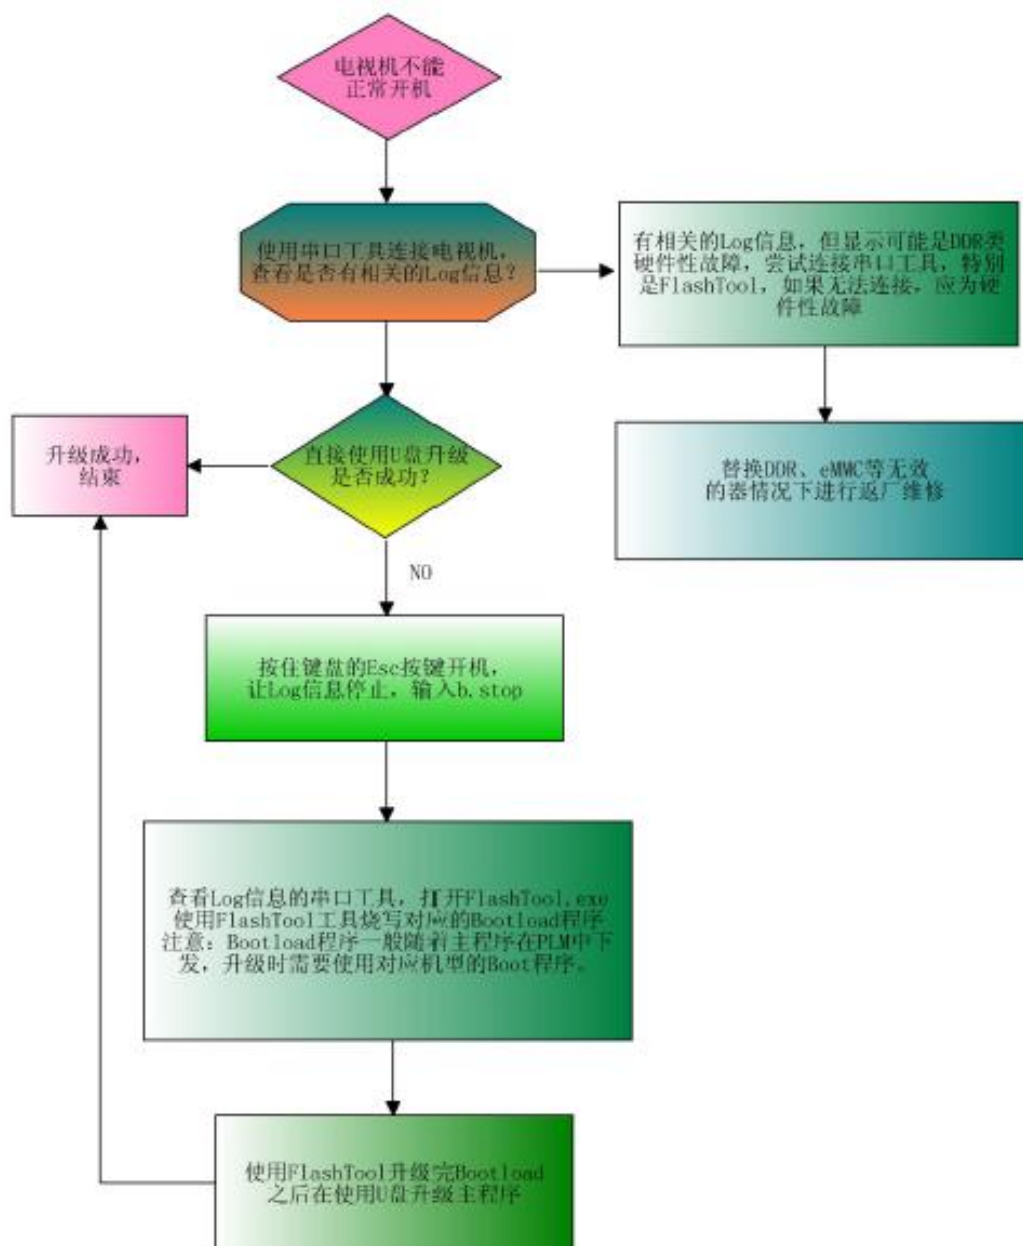 电视机不能
正常开机
使用串口工具连接电视机，
查看是否有相关的Log信息？
有相关的Log信息，但显示可能是DDR类
硬件性故障，尝试连接串口工具，特别
是FlashTool，如果无法连接，应为硬
件性故障
替换DDR、eMMC等无效
的器情况下进行返厂维修
直接使用U盘升级
是否成功？
升级成功，
结束
NO
按住键盘的Esc按键开机，
让Log信息停止，输入b.stop
查看Log信息的串口工具，打开FlashTool.exe
使用FlashTool工具烧写对应的Bootload程序
注意：Bootload程序一般随着主程序在PLM中下
发，升级时需要使用对应机型的Boot程序。
使用FlashTool升级完Bootload
之后在使用U盘升级主程序